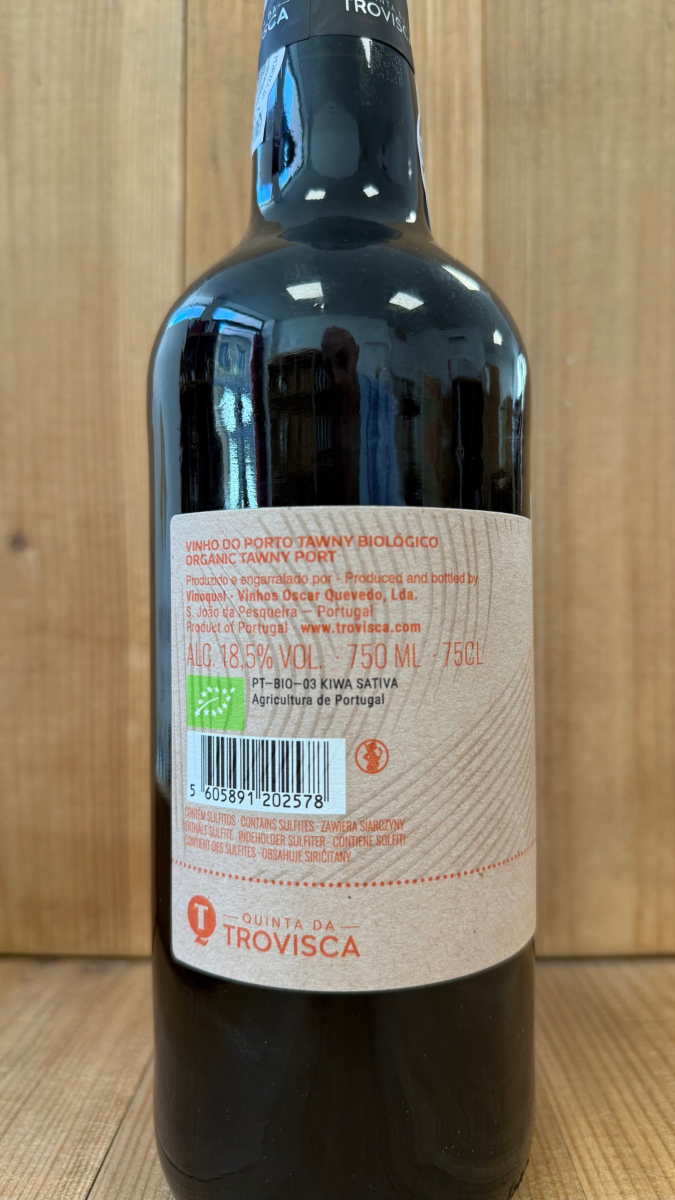 TROVISCA
VINHO DO PORTO TAWNY BIOLÓGICO
ORGANIC TAWNY PORT
Produzido e engarrafado por · Produced and bottled by
Vinoqual - Vinhos Oscar Quevedo, Lda.
S. João da Pesqueira – Portugal
Product of Portugal www.trovisca.com
ALC. 18,5% VOL. · 750 ML 75CL
PT–BIO–03 KIWA SATIVA
Agricultura de Portugal
5 605891 202578
CONTÉM SULFITOS · CONTAINS SULFITES · ZAWIERA SIARCZYNY
ENTHÄLT SULFITE · INDEHOLDER SULFITER · CONTIENE SOLFITI
CONTIENT DES SULFITES · OBSAHUJE SIRIČITANY
T
QUINTA DA
TROVISCA